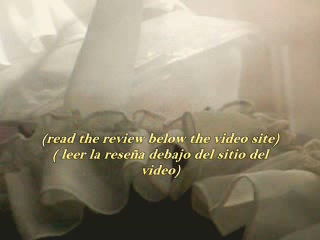 (read the review below the video site)
( leer la reseña debajo del sitio del
video)